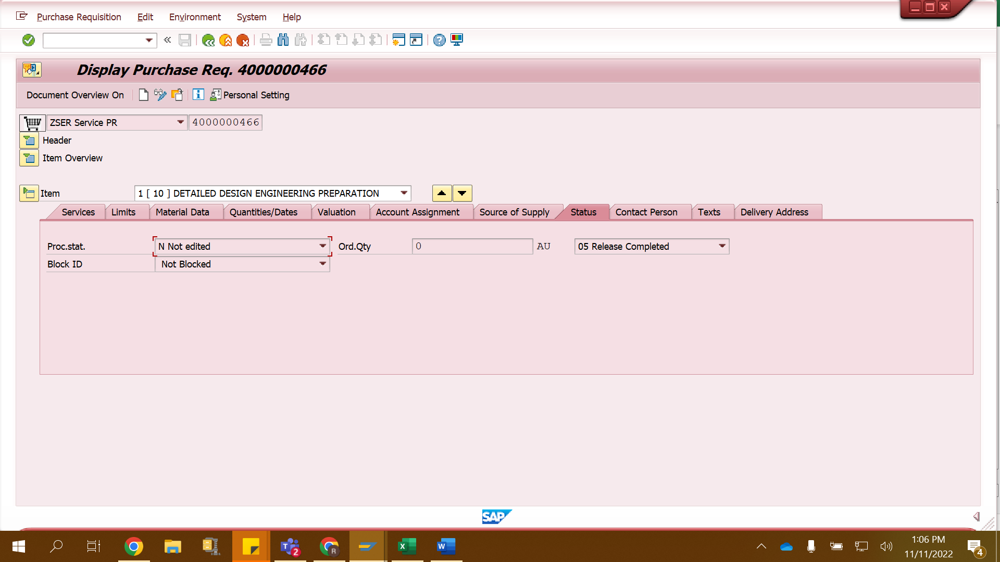 Purchase Requisition Edit Environment System Help
Display Purchase Req. 4000000466
Document Overview On Personal Setting
ZSER Service PR 4000000466
Header
Item Overview
Item 1 [ 10 ] DETAILED DESIGN ENGINEERING PREPARATION
Services Limits Material Data Quantities/Dates Valuation Account Assignment Source of Supply Status Contact Person Texts Delivery Address
Proc.stat. N Not edited Ord.Qty 0 AU 05 Release Completed
Block ID Not Blocked
SAP
1:06 PM
11/11/2022
T 2 R X W 4